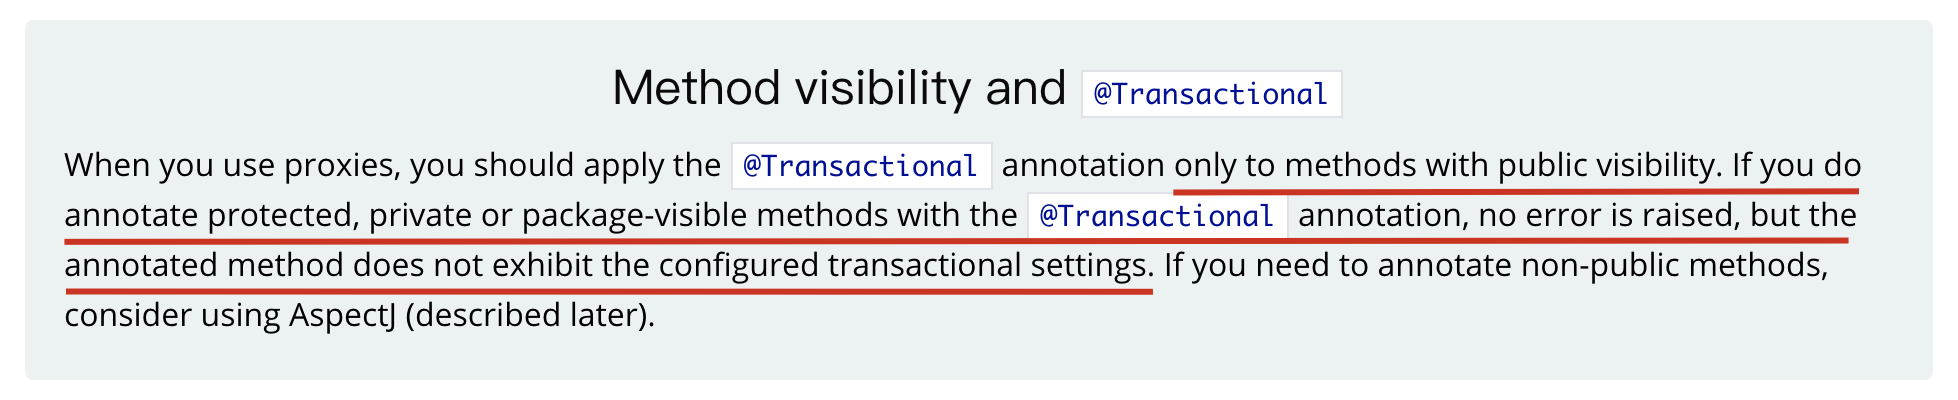 Method visibility and @Transactional
When you use proxies, you should apply the @Transactional annotation only to methods with public visibility. If you do
annotate protected, private or package-visible methods with the @Transactional annotation, no error is raised, but the
annotated method does not exhibit the configured transactional settings. If you need to annotate non-public methods,
consider using AspectJ (described later).